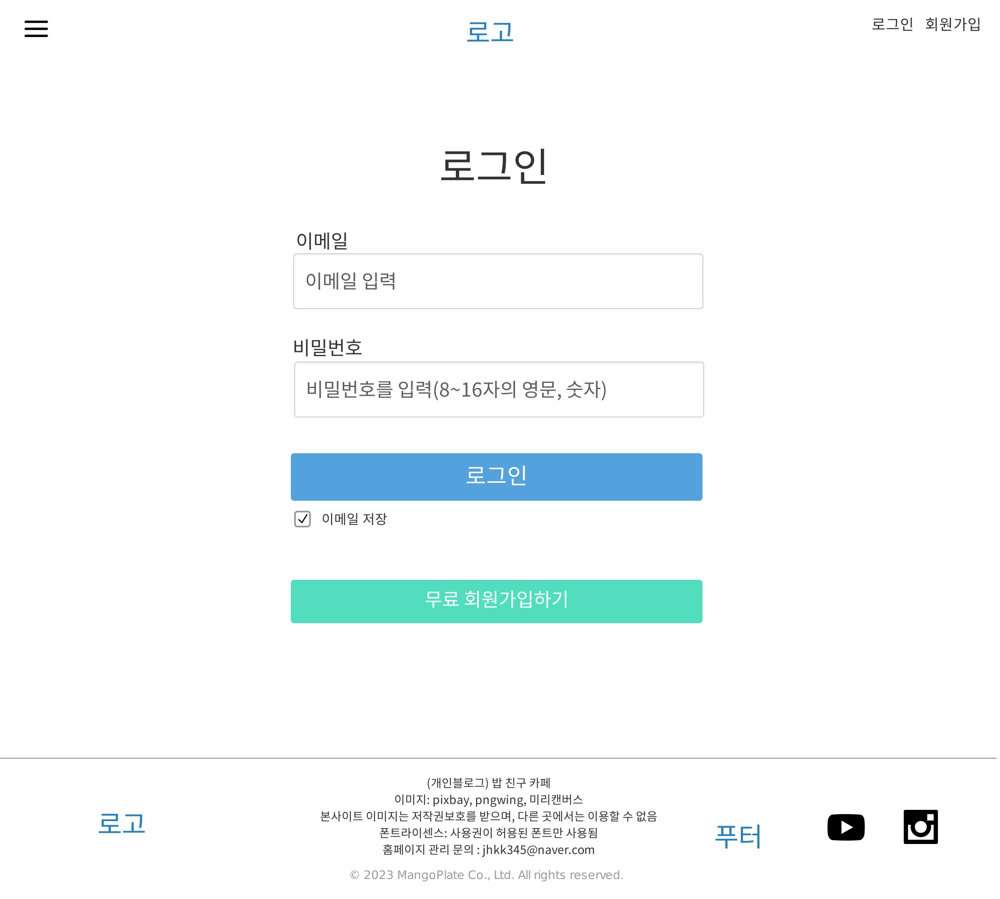 로고
로그인 회원가입
로그인
이메일
이메일 입력
비밀번호
비밀번호를 입력(8~16자의 영문, 숫자)
로그인
이메일 저장
무료 회원가입하기
로고
(개인블로그) 밥 친구 카페
이미지: pixbay, pngwing, 미리캔버스
본사이트 이미지는 저작권보호를 받으며, 다른 곳에서는 이용할 수 없음
폰트라이센스: 사용권이 허용된 폰트만 사용됨
홈페이지 관리 문의 : jhkk345@naver.com
© 2023 MangoPlate Co., Ltd. All rights reserved.
푸터